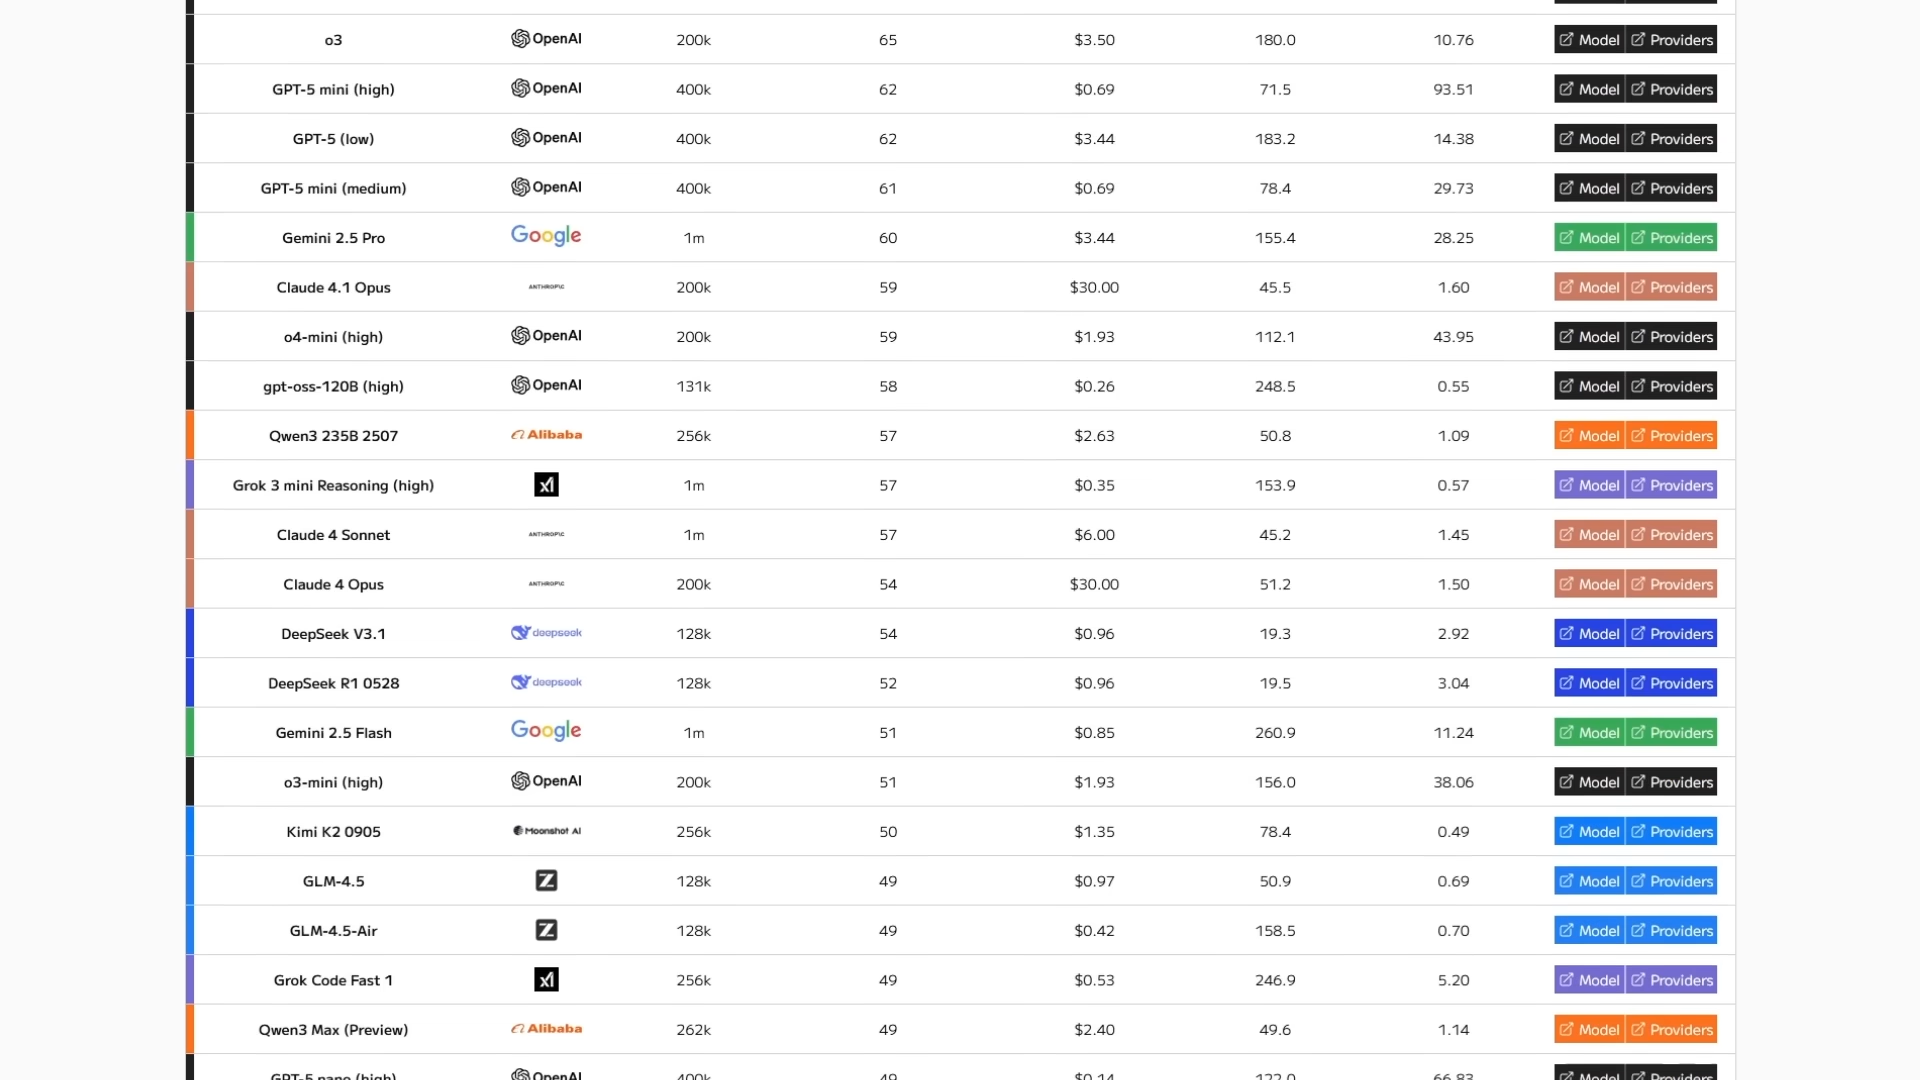 o3 OpenAI 200k 65 $3.50 180.0 10.76 Model Providers
GPT-5 mini (high) OpenAI 400k 62 $0.69 71.5 93.51 Model Providers
GPT-5 (low) OpenAI 400k 62 $3.44 183.2 14.38 Model Providers
GPT-5 mini (medium) OpenAI 400k 61 $0.69 78.4 29.73 Model Providers
Gemini 2.5 Pro Google 1m 60 $3.44 155.4 28.25 Model Providers
Claude 4.1 Opus ANTHROPIC 200k 59 $30.00 45.5 1.60 Model Providers
o4-mini (high) OpenAI 200k 59 $1.93 112.1 43.95 Model Providers
gpt-oss-120B (high) OpenAI 131k 58 $0.26 248.5 0.55 Model Providers
Qwen3 235B 2507 Alibaba 256k 57 $2.63 50.8 1.09 Model Providers
Grok 3 mini Reasoning (high) xI 1m 57 $0.35 153.9 0.57 Model Providers
Claude 4 Sonnet ANTHROPIC 1m 57 $6.00 45.2 1.45 Model Providers
Claude 4 Opus ANTHROPIC 200k 54 $30.00 51.2 1.50 Model Providers
DeepSeek V3.1 deepseek 128k 54 $0.96 19.3 2.92 Model Providers
DeepSeek R1 0528 deepseek 128k 52 $0.96 19.5 3.04 Model Providers
Gemini 2.5 Flash Google 1m 51 $0.85 260.9 11.24 Model Providers
o3-mini (high) OpenAI 200k 51 $1.93 156.0 38.06 Model Providers
Kimi K2 0905 Moonshot AI 256k 50 $1.35 78.4 0.49 Model Providers
GLM-4.5 Z 128k 49 $0.97 50.9 0.69 Model Providers
GLM-4.5-Air Z 128k 49 $0.42 158.5 0.70 Model Providers
Grok Code Fast 1 xI 256k 49 $0.53 246.9 5.20 Model Providers
Qwen3 Max (Preview) Alibaba 262k 49 $2.40 49.6 1.14 Model Providers
GPT-5 nano (high) OpenAI 400k 49 $0.14 122.0 66.83 Model Providers